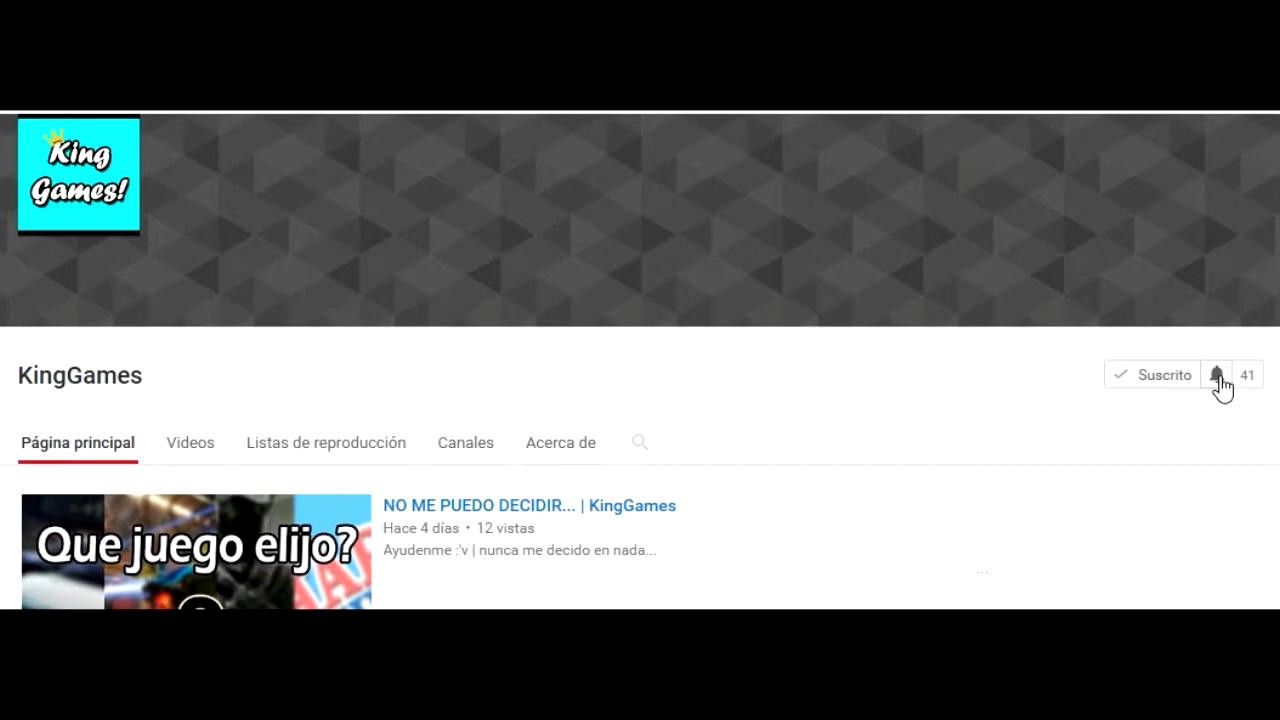 King
Games!
KingGames
Suscrito
41
Página principal
Videos
Listas de reproducción
Canales
Acerca de
Que juego elijo?
NO ME PUEDO DECIDIR... | KingGames
Hace 4 días • 12 vistas
Ayudenme :'v | nunca me decido en nada...
...